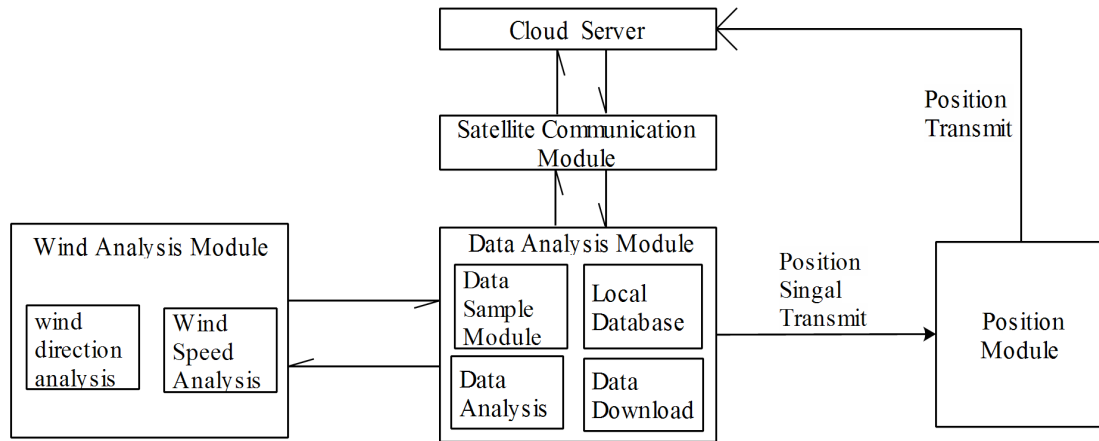 Cloud Server
Satellite Communication
Module
Position
Transmit
Wind Analysis Module
wind
direction
analysis
Wind
Speed
Analysis
Data Analysis Module
Data
Sample
Module
Local
Database
Data
Analysis
Data
Download
Position
Singal
Transmit
Position
Module